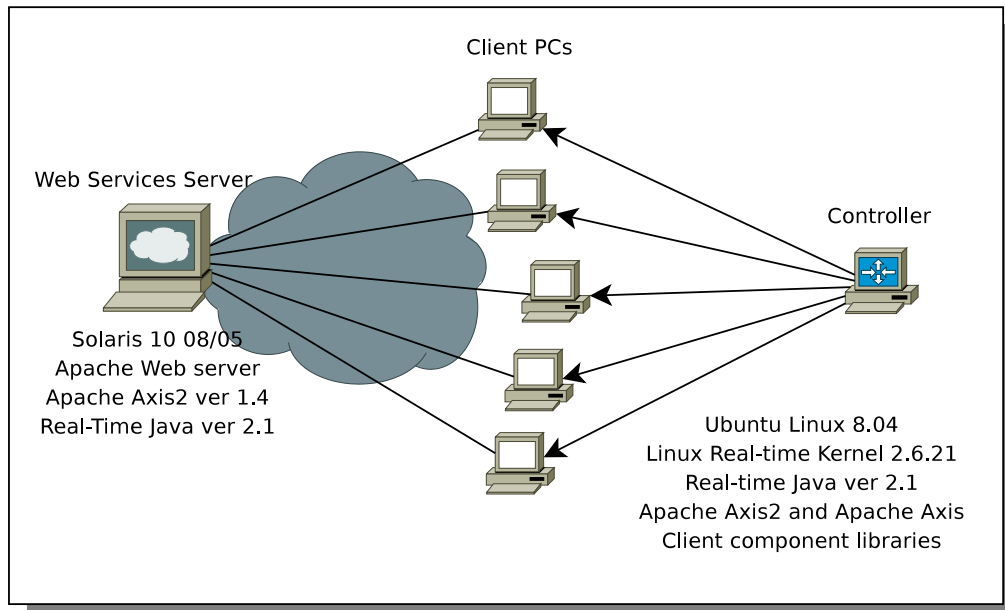 Client PCs
Web Services Server
Controller
Solaris 10 08/05
Apache Web server
Apache Axis2 ver 1.4
Real-Time Java ver 2.1
Ubuntu Linux 8.04
Linux Real-time Kernel 2.6.21
Real-time Java ver 2.1
Apache Axis2 and Apache Axis
Client component libraries